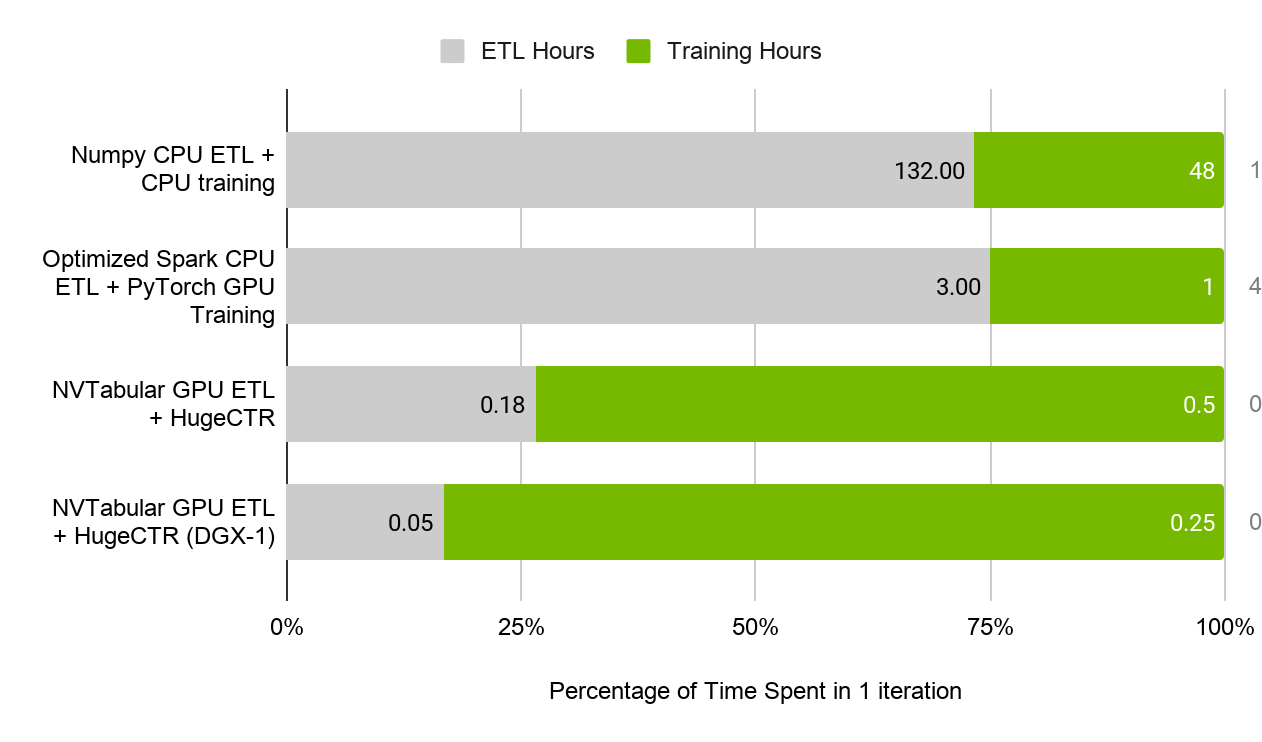 ETL Hours
Training Hours
Numpy CPU ETL +
CPU training
132.00
48
1
Optimized Spark CPU
ETL + PyTorch GPU
Training
3.00
1
4
NVTabular GPU ETL
+ HugeCTR
0.18
0.5
0
NVTabular GPU ETL
+ HugeCTR (DGX-1)
0.05
0.25
0
0%
25%
50%
75%
100%
Percentage of Time Spent in 1 iteration